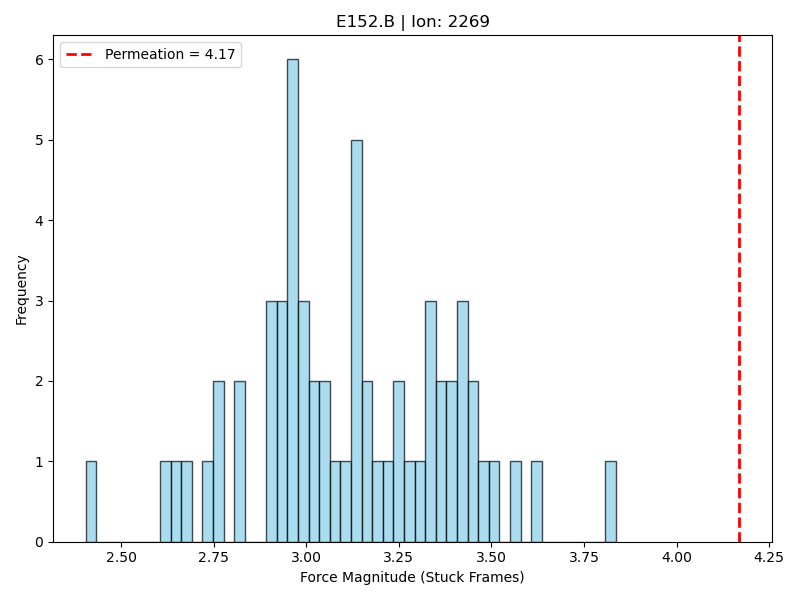 E152.B | Ion: 2269
Permeation = 4.17
6
5
4
3
2
1
0
Frequency
2.50 2.75 3.00 3.25 3.50 3.75 4.00 4.25
Force Magnitude (Stuck Frames)